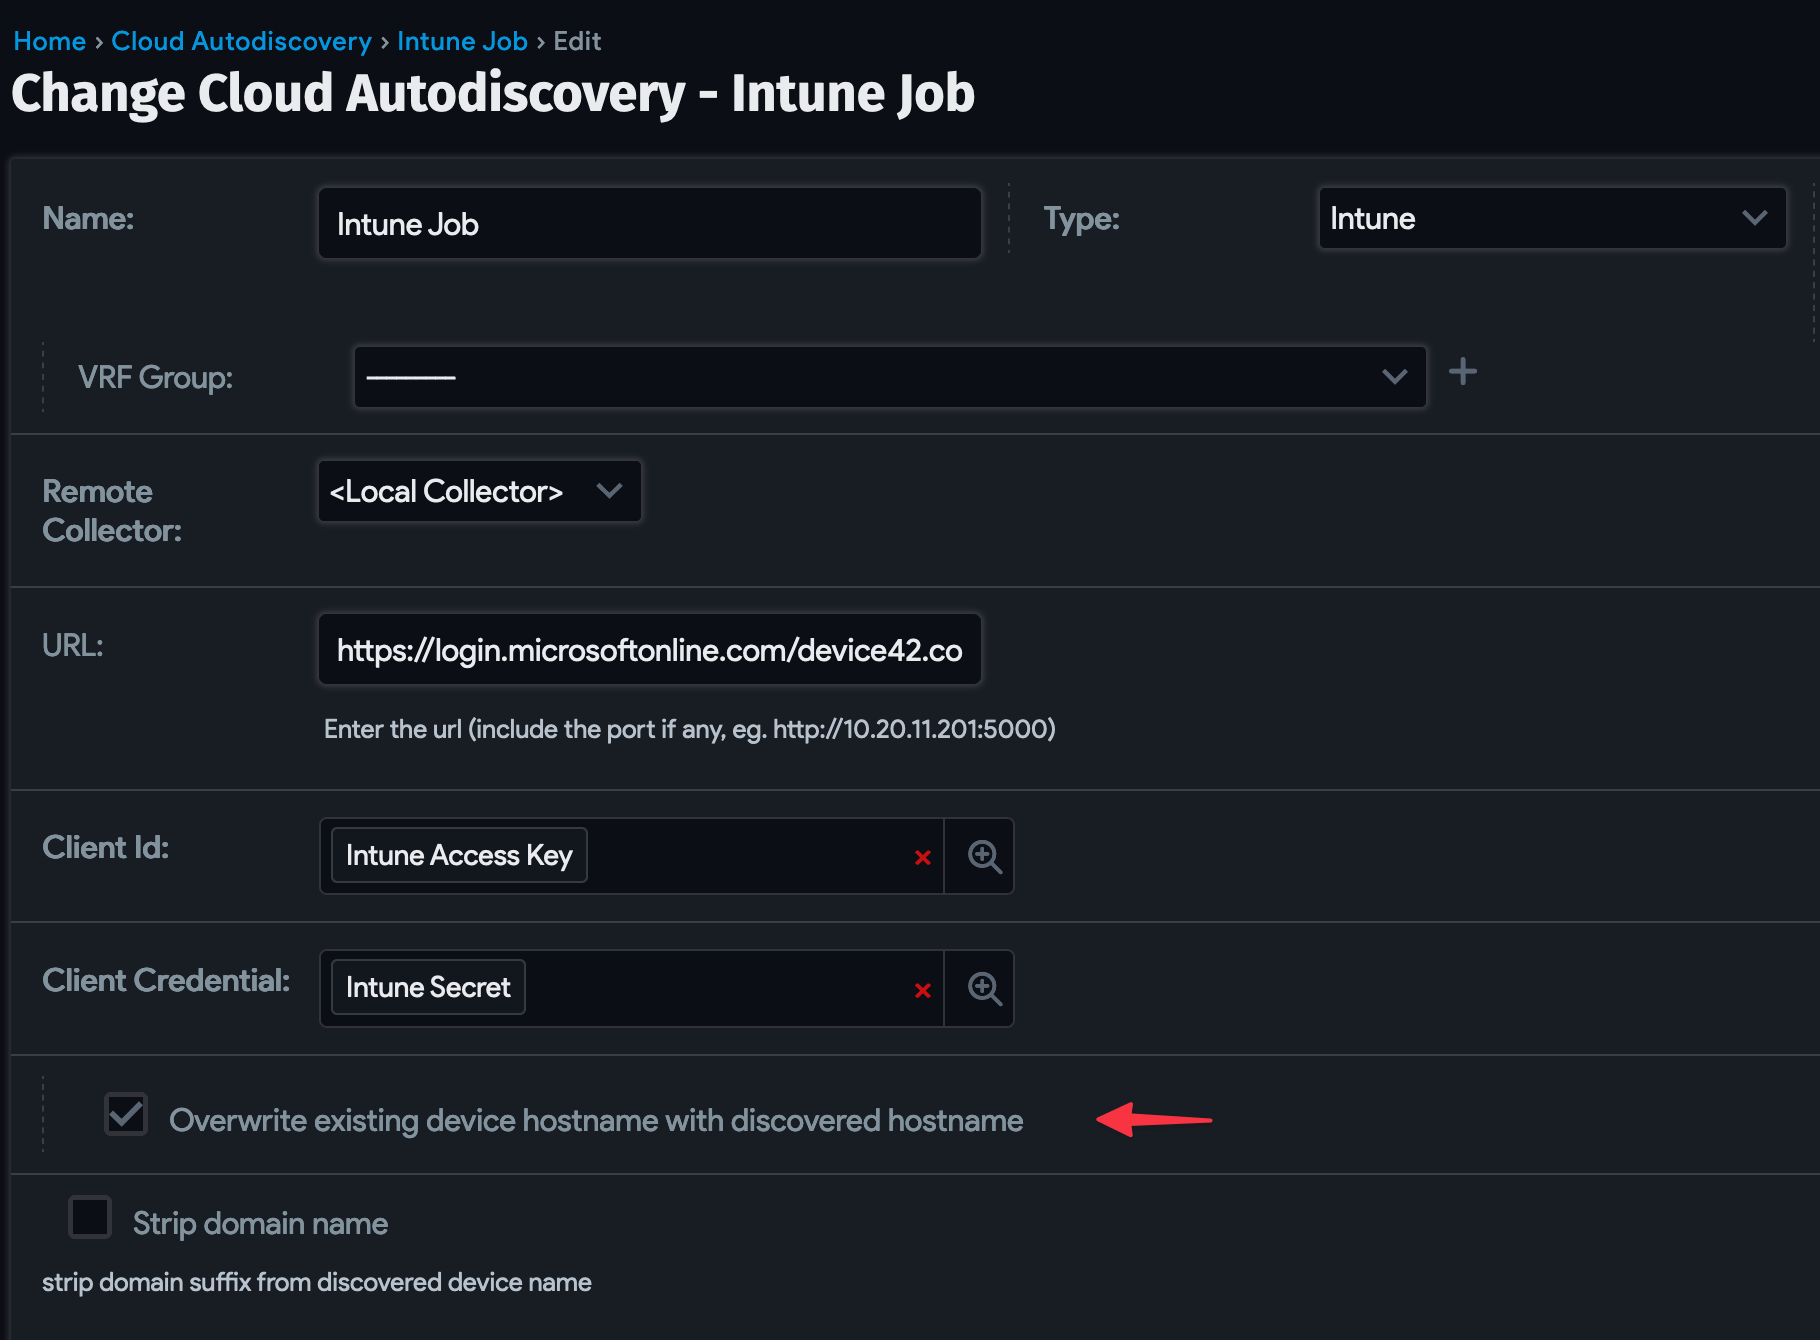 Home › Cloud Autodiscovery › Intune Job › Edit
Change Cloud Autodiscovery - Intune Job
Name: Intune Job Type: Intune
VRF Group: ---------
Remote Collector: <Local Collector>
URL: https://login.microsoftonline.com/device42.co
Enter the url (include the port if any, eg. http://10.20.11.201:5000)
Client Id: Intune Access Key
Client Credential: Intune Secret
Overwrite existing device hostname with discovered hostname
Strip domain name
strip domain suffix from discovered device name